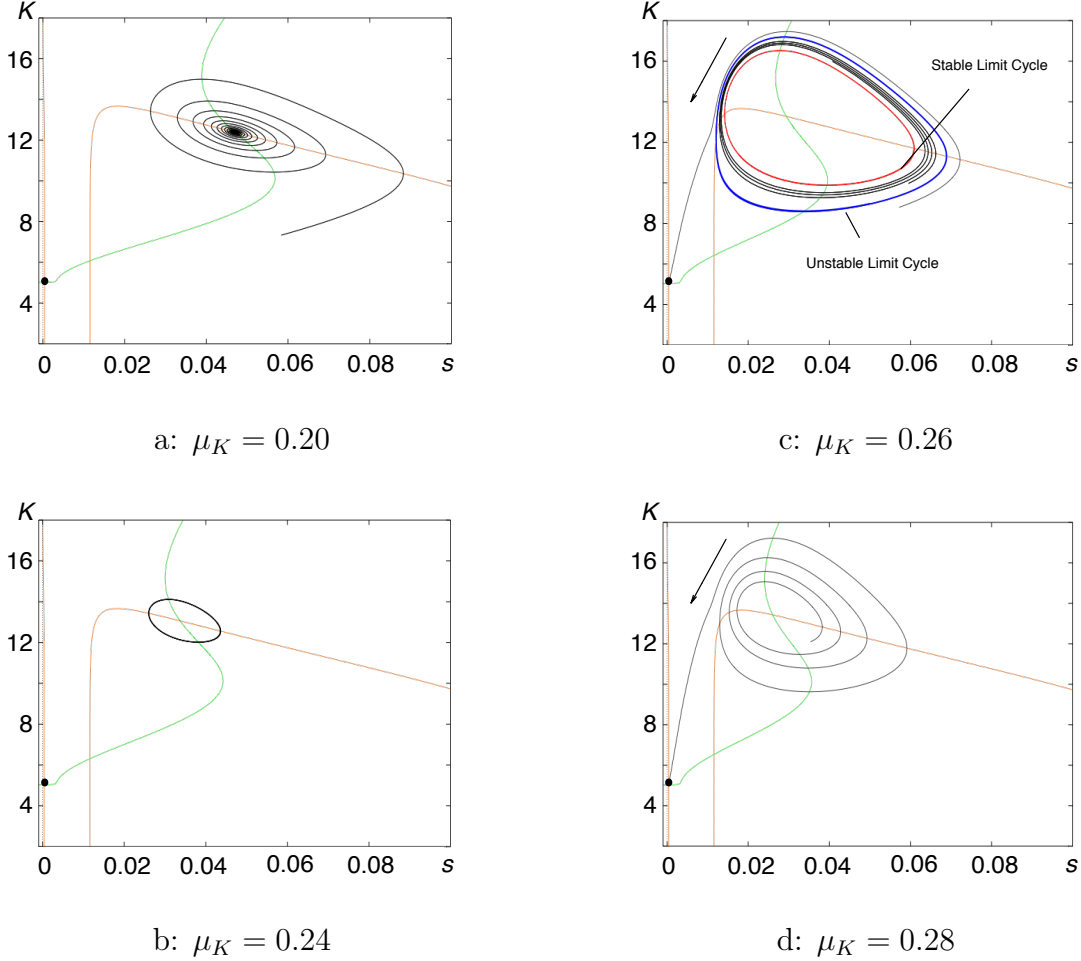 K
16
12
8
4
0
0.02
0.04
0.06
0.08
s
a: μ_K = 0.20
K
16
12
8
4
0
0.02
0.04
0.06
0.08
s
Stable Limit Cycle
Unstable Limit Cycle
c: μ_K = 0.26
K
16
12
8
4
0
0.02
0.04
0.06
0.08
s
b: μ_K = 0.24
K
16
12
8
4
0
0.02
0.04
0.06
0.08
s
d: μ_K = 0.28